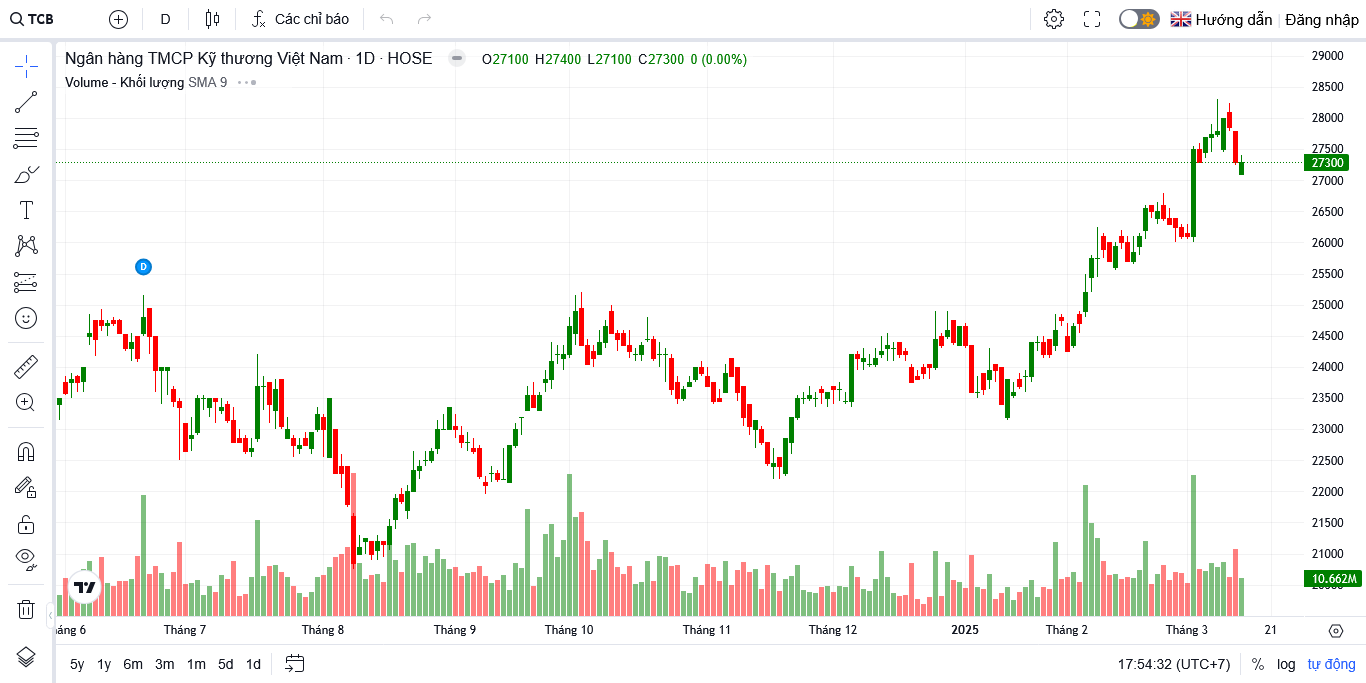 TCB D Các chỉ báo Hướng dẫn Đăng nhập
Ngân hàng TMCP Kỹ thương Việt Nam · 1D · HOSE O27100 H27400 L27100 C27300 0 (0.00%)
Volume - Khối lượng SMA 9
D
29000
28500
28000
27500
27300
27000
26500
26000
25500
25000
24500
24000
23500
23000
22500
22000
21500
21000
10.662M
áng 6 Tháng 7 Tháng 8 Tháng 9 Tháng 10 Tháng 11 Tháng 12 2025 Tháng 2 Tháng 3 21
5y 1y 6m 3m 1m 5d 1d 17:54:32 (UTC+7) % log tự động